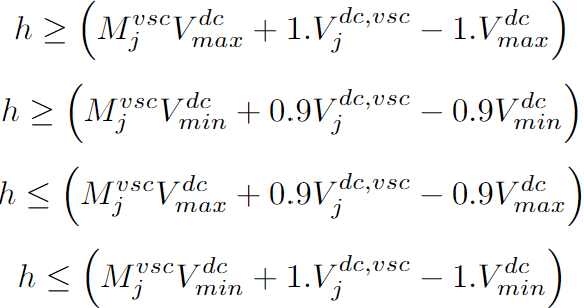 h ≥ (M_j^{vsc} V_{max}^{dc} + 1.V_j^{dc,vsc} − 1.V_{max}^{dc})
h ≥ (M_j^{vsc} V_{min}^{dc} + 0.9V_j^{dc,vsc} − 0.9V_{min}^{dc})
h ≤ (M_j^{vsc} V_{max}^{dc} + 0.9V_j^{dc,vsc} − 0.9V_{max}^{dc})
h ≤ (M_j^{vsc} V_{min}^{dc} + 1.V_j^{dc,vsc} − 1.V_{min}^{dc})